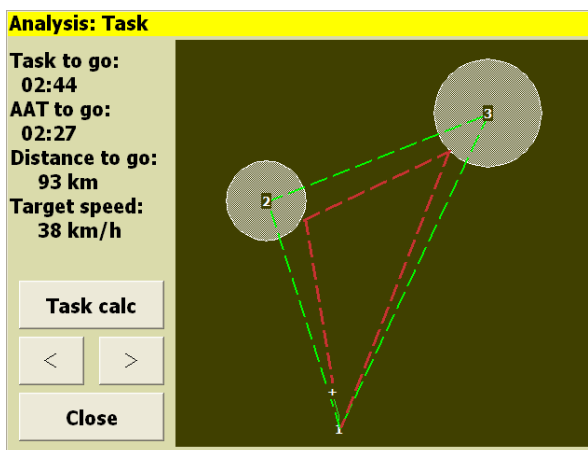 Analysis: Task
Task to go:
02:44
AAT to go:
02:27
Distance to go:
93 km
Target speed:
38 km/h
Task calc
< >
Close
2
3
1